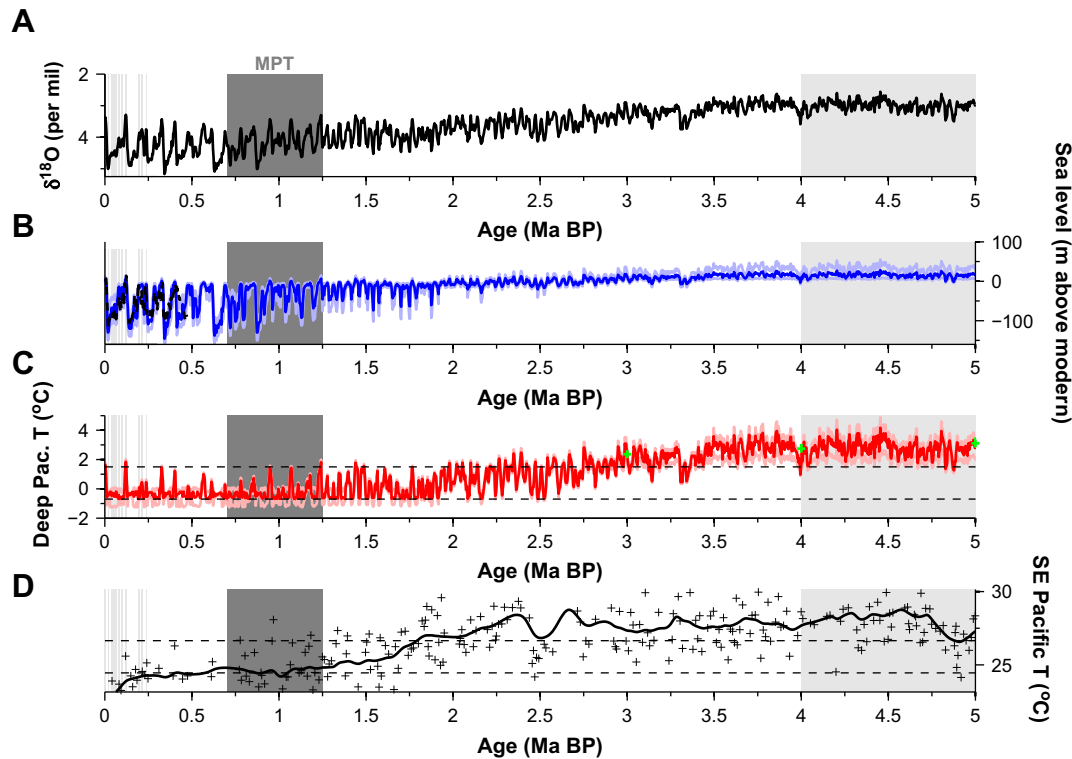 A
MPT
δ18O (per mil)
2
4
0 0.5 1 1.5 2 2.5 3 3.5 4 4.5 5
Age (Ma BP)
B
Sea level (m above modern)
100
0
−100
0 0.5 1 1.5 2 2.5 3 3.5 4 4.5 5
Age (Ma BP)
C
Deep Pac. T (oC)
4
2
0
−2
0 0.5 1 1.5 2 2.5 3 3.5 4 4.5 5
Age (Ma BP)
D
SE Pacific T (oC)
30
25
0 0.5 1 1.5 2 2.5 3 3.5 4 4.5 5
Age (Ma BP)